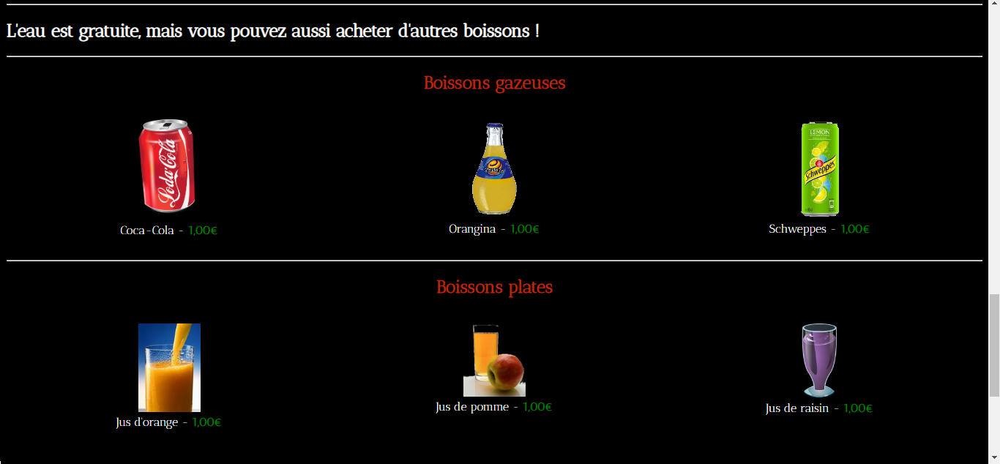 L'eau est gratuite, mais vous pouvez aussi acheter d'autres boissons !
Boissons gazeuses
Loda-Cola
LEMON
Schweppes
Coca-Cola - 1,00€
Orangina - 1,00€
Schweppes - 1,00€
Boissons plates
Jus d'orange - 1,00€
Jus de pomme - 1,00€
Jus de raisin - 1,00€